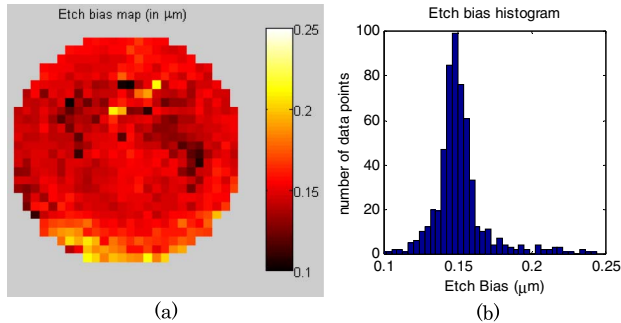 Etch bias map (in μm)
0.25
0.2
0.15
0.1
(a)
Etch bias histogram
number of data points
100
80
60
40
20
0
0.1 0.15 0.2 0.25
Etch Bias (μm)
(b)